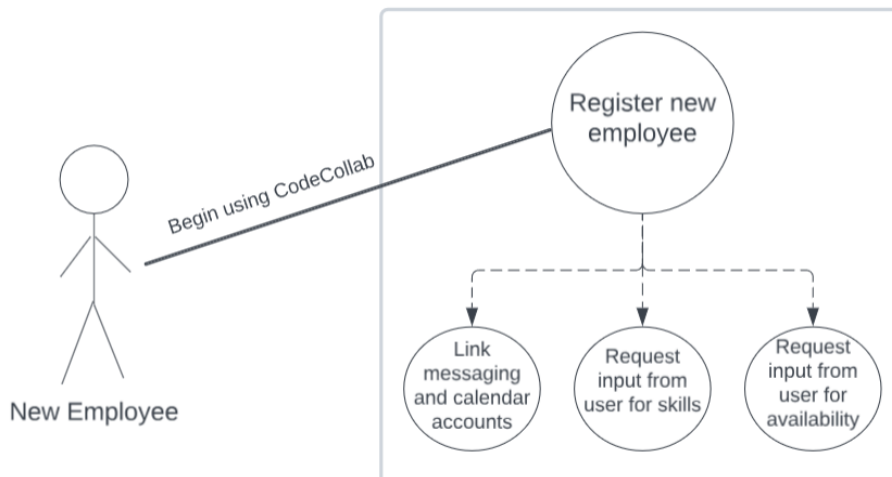 Register new
employee
Begin using CodeCollab
New Employee
Link
messaging
and calendar
accounts
Request
input from
user for skills
Request
input from
user for
availability